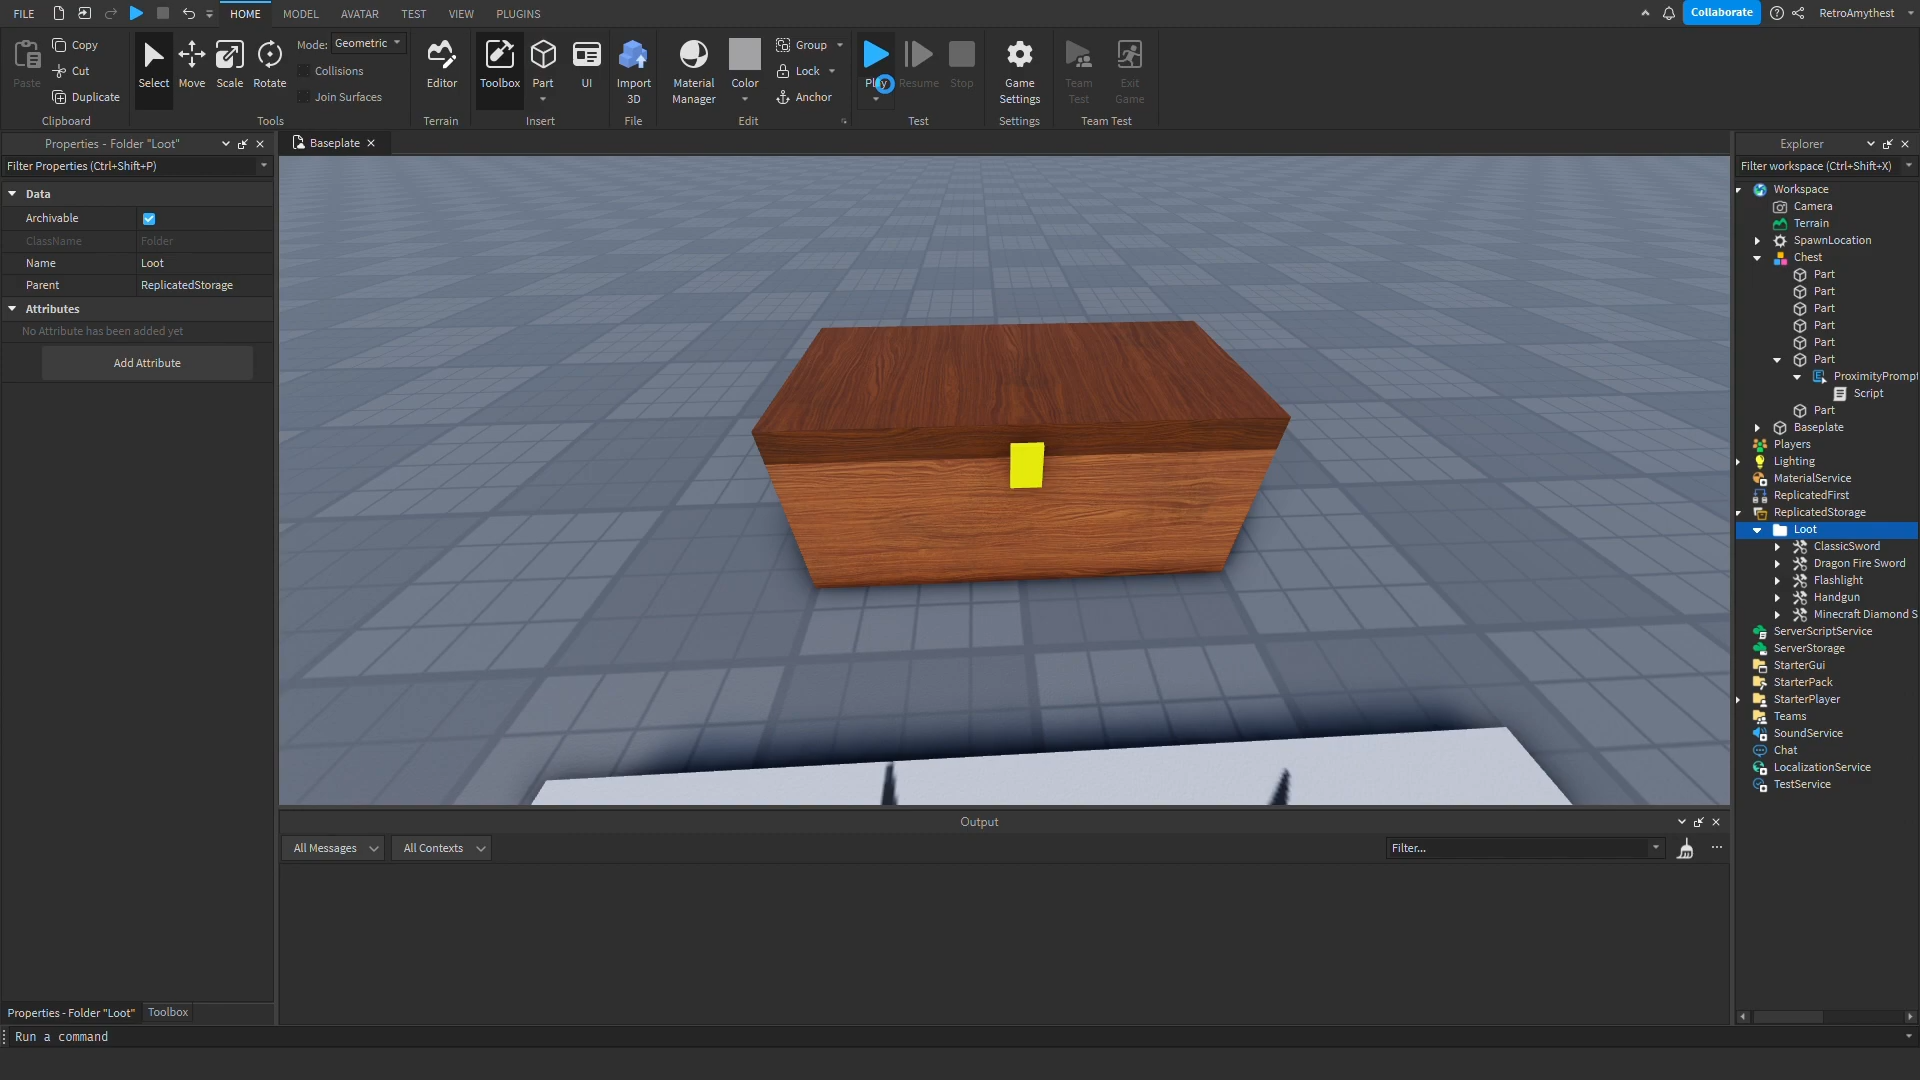 FILE
HOME
MODEL
AVATAR
TEST
VIEW
PLUGINS
Collaborate
RetroAmythest
Paste
Copy
Cut
Duplicate
Clipboard
Select
Move
Scale
Rotate
Mode: Geometric
Collisions
Join Surfaces
Tools
Editor
Terrain
Toolbox
Part
UI
Insert
Import
3D
File
Material
Manager
Color
Group
Lock
Anchor
Edit
Play
Resume
Stop
Test
Game
Settings
Settings
Team
Test
Exit
Game
Team Test
Properties - Folder "Loot"
Filter Properties (Ctrl+Shift+P)
Data
Archivable
ClassName Folder
Name Loot
Parent ReplicatedStorage
Attributes
No Attribute has been added yet
Add Attribute
Properties - Folder "Loot"
Toolbox
Run a command
Baseplate
Output
All Messages
All Contexts
Filter...
Explorer
Filter workspace (Ctrl+Shift+X)
Workspace
Camera
Terrain
SpawnLocation
Chest
Part
Part
Part
Part
Part
Part
ProximityPrompt
Script
Part
Baseplate
Players
Lighting
MaterialService
ReplicatedFirst
ReplicatedStorage
Loot
ClassicSword
Dragon Fire Sword
Flashlight
Handgun
Minecraft Diamond S
ServerScriptService
ServerStorage
StarterGui
StarterPack
StarterPlayer
Teams
SoundService
Chat
LocalizationService
TestService